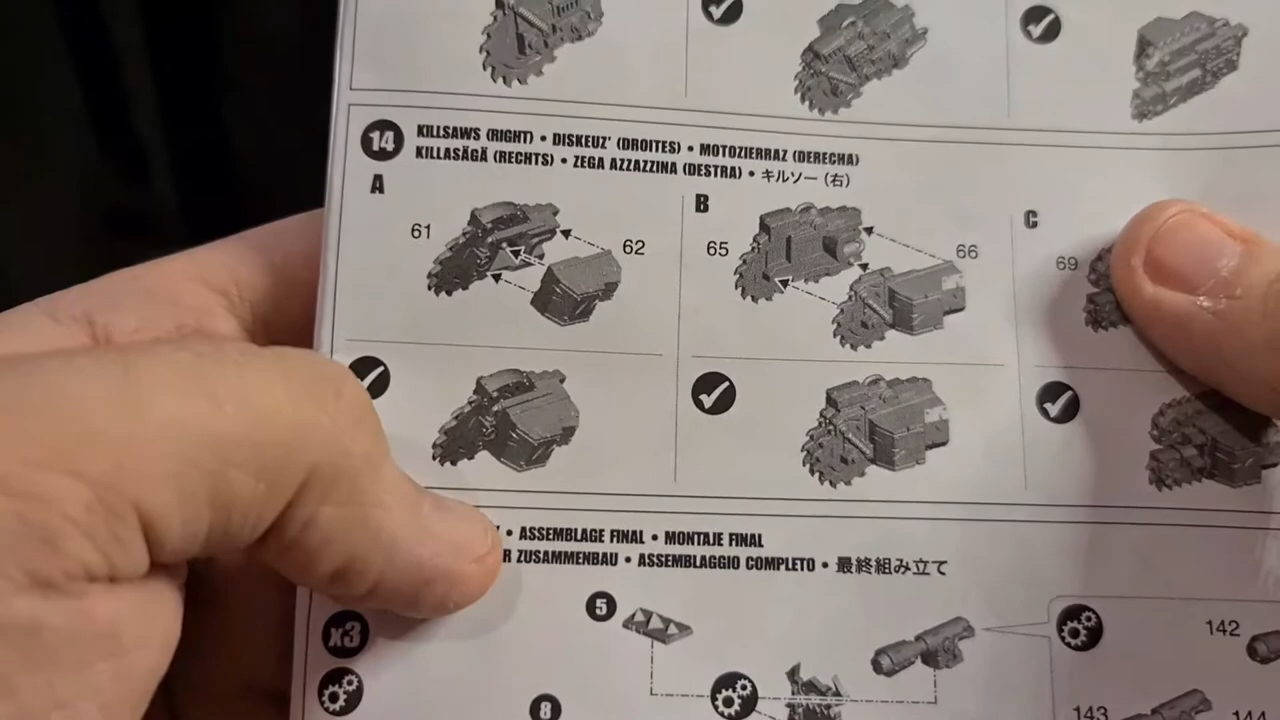 14 KILLSAWS (RIGHT) • DISKEUZ' (DROITES) • MOTOZIERRAZ (DERECHA)
KILLASÄGÄ (RECHTS) • ZEGA AZZAZZINA (DESTRA) • キルソー (右)
A
61
62
B
65
66
C
69
• ASSEMBLAGE FINAL • MONTAJE FINAL
ZUSAMMENBAU • ASSEMBLAGGIO COMPLETO • 最終組み立て
x3
5
8
142
143
144